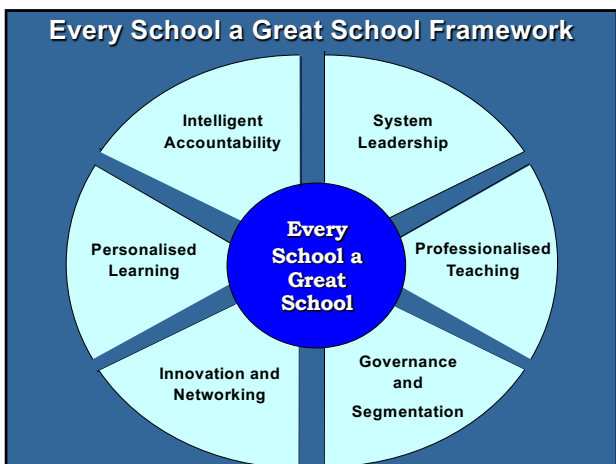 Every School a Great School Framework
Intelligent
Accountability
System
Leadership
Personalised
Learning
Every
School a
Great
School
Professionalised
Teaching
Innovation and
Networking
Governance
and
Segmentation